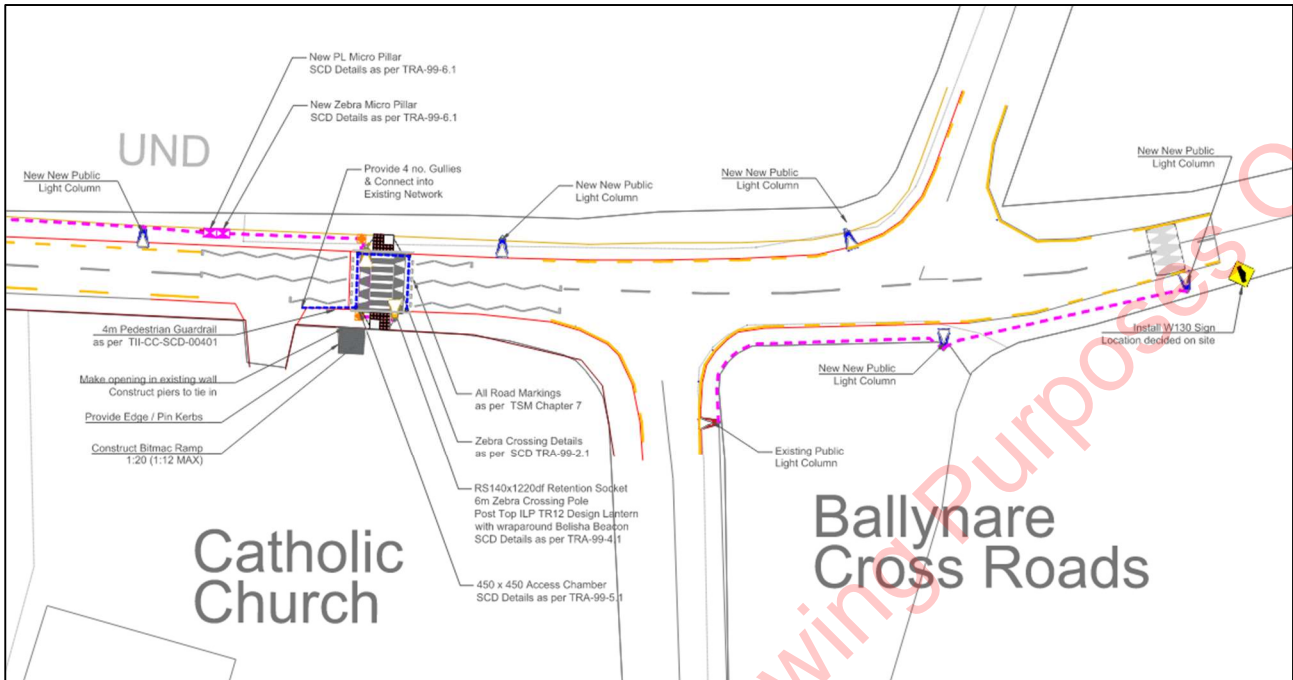 New PL Micro Pillar
SCD Details as per TRA-99-6.1
New Zebra Micro Pillar
SCD Details as per TRA-99-6.1
UND
New New Public
Light Column
Provide 4 no. Gullies
& Connect into
Existing Network
New New Public
Light Column
New New Public
Light Column
New New Public
Light Column
4m Pedestrian Guardrail
as per TII-CC-SCD-00401
Make opening in existing wall
Construct piers to tie in
Provide Edge / Pin Kerbs
Construct Bitmac Ramp
1:20 (1:12 MAX)
All Road Markings
as per TSM Chapter 7
Zebra Crossing Details
as per SCD TRA-99-2.1
RS140x1220df Retention Socket
6m Zebra Crossing Pole
Post Top ILP TR12 Design Lantern
with wraparound Belisha Beacon
SCD Details as per TRA-99-4.1
450 x 450 Access Chamber
SCD Details as per TRA-99-5.1
Install W130 Sign
Location decided on site
New New Public
Light Column
Existing Public
Light Column
Catholic
Church
Ballynare
Cross Roads
wing Purposes O